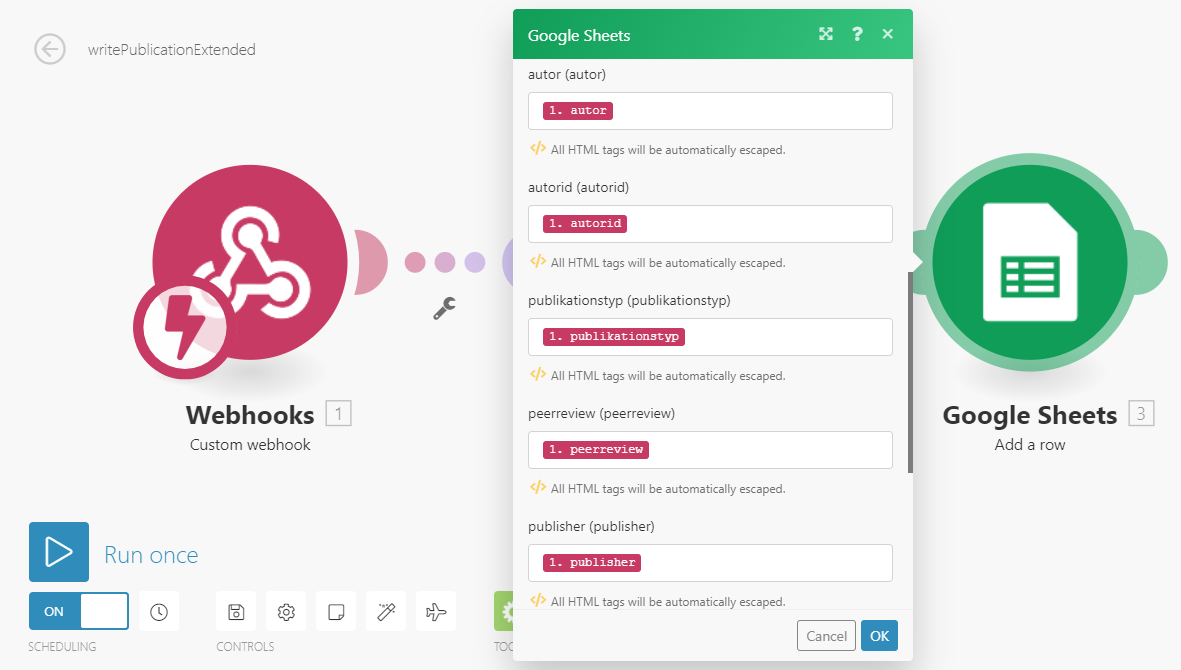 writePublicationExtended
Google Sheets ?
autor (autor)
1. autor
</> All HTML tags will be automatically escaped.
autorid (autorid)
1. autorid
</> All HTML tags will be automatically escaped.
publikationstyp (publikationstyp)
1. publikationstyp
</> All HTML tags will be automatically escaped.
peerreview (peerreview)
1. peerreview
</> All HTML tags will be automatically escaped.
publisher (publisher)
1. publisher
</> All HTML tags will be automatically escaped.
Cancel OK
Webhooks 1
Custom webhook
Google Sheets 3
Add a row
Run once
ON
SCHEDULING
CONTROLS